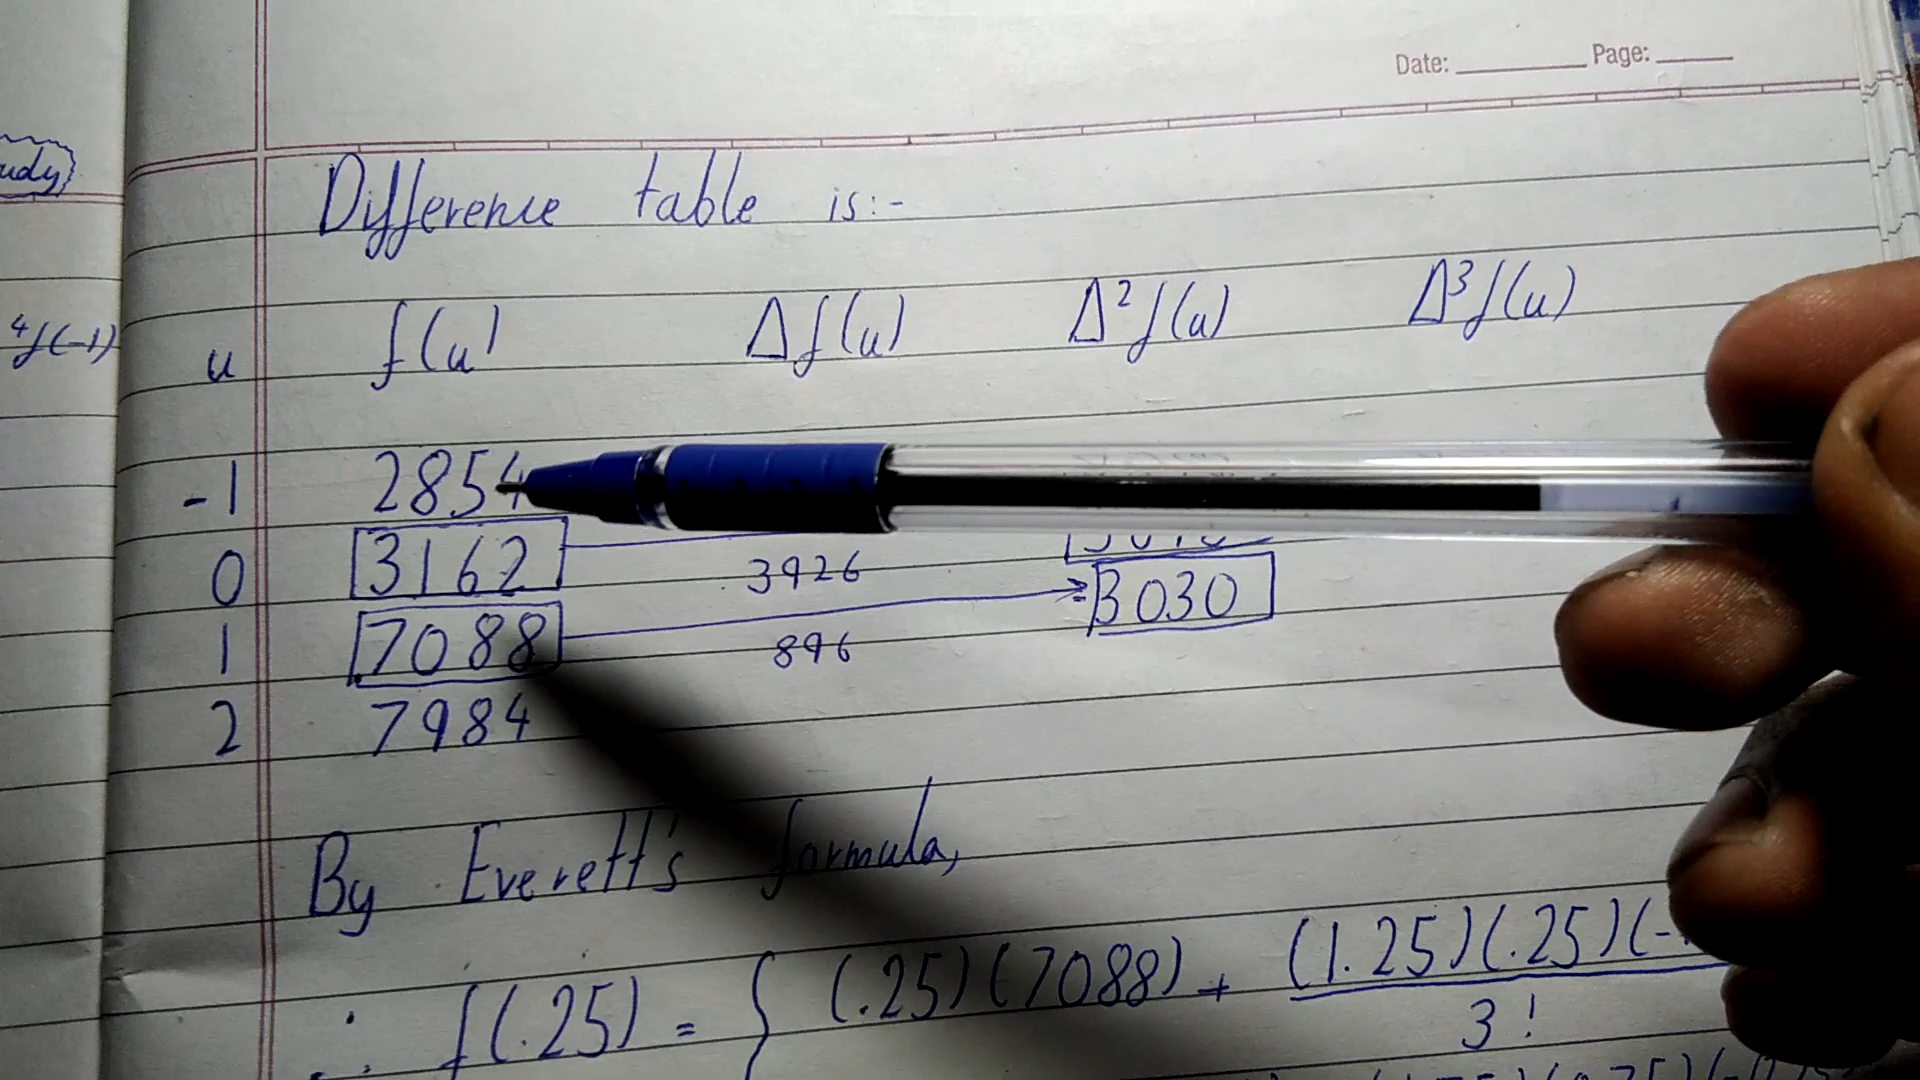 Date: Page:
udy)
Difference table is:-
4f(-1)
u f(u) Δf(u) Δ²f(u) Δ³f(u)
-1 2854
0 3162
3926
1 7088 3030
896
2 7984
By Everett's formula,
∴ f(.25) = { (.25)(7088) + (1.25)(.25)(-
3!